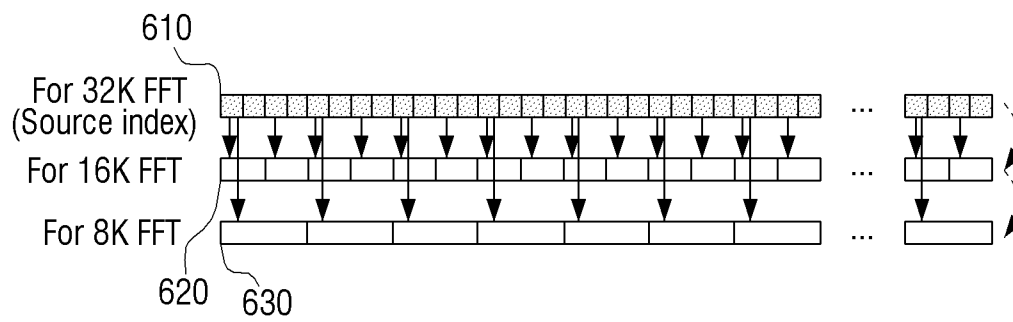 610
For 32K FFT
(Source index)
...
For 16K FFT
...
For 8K FFT
...
620
630